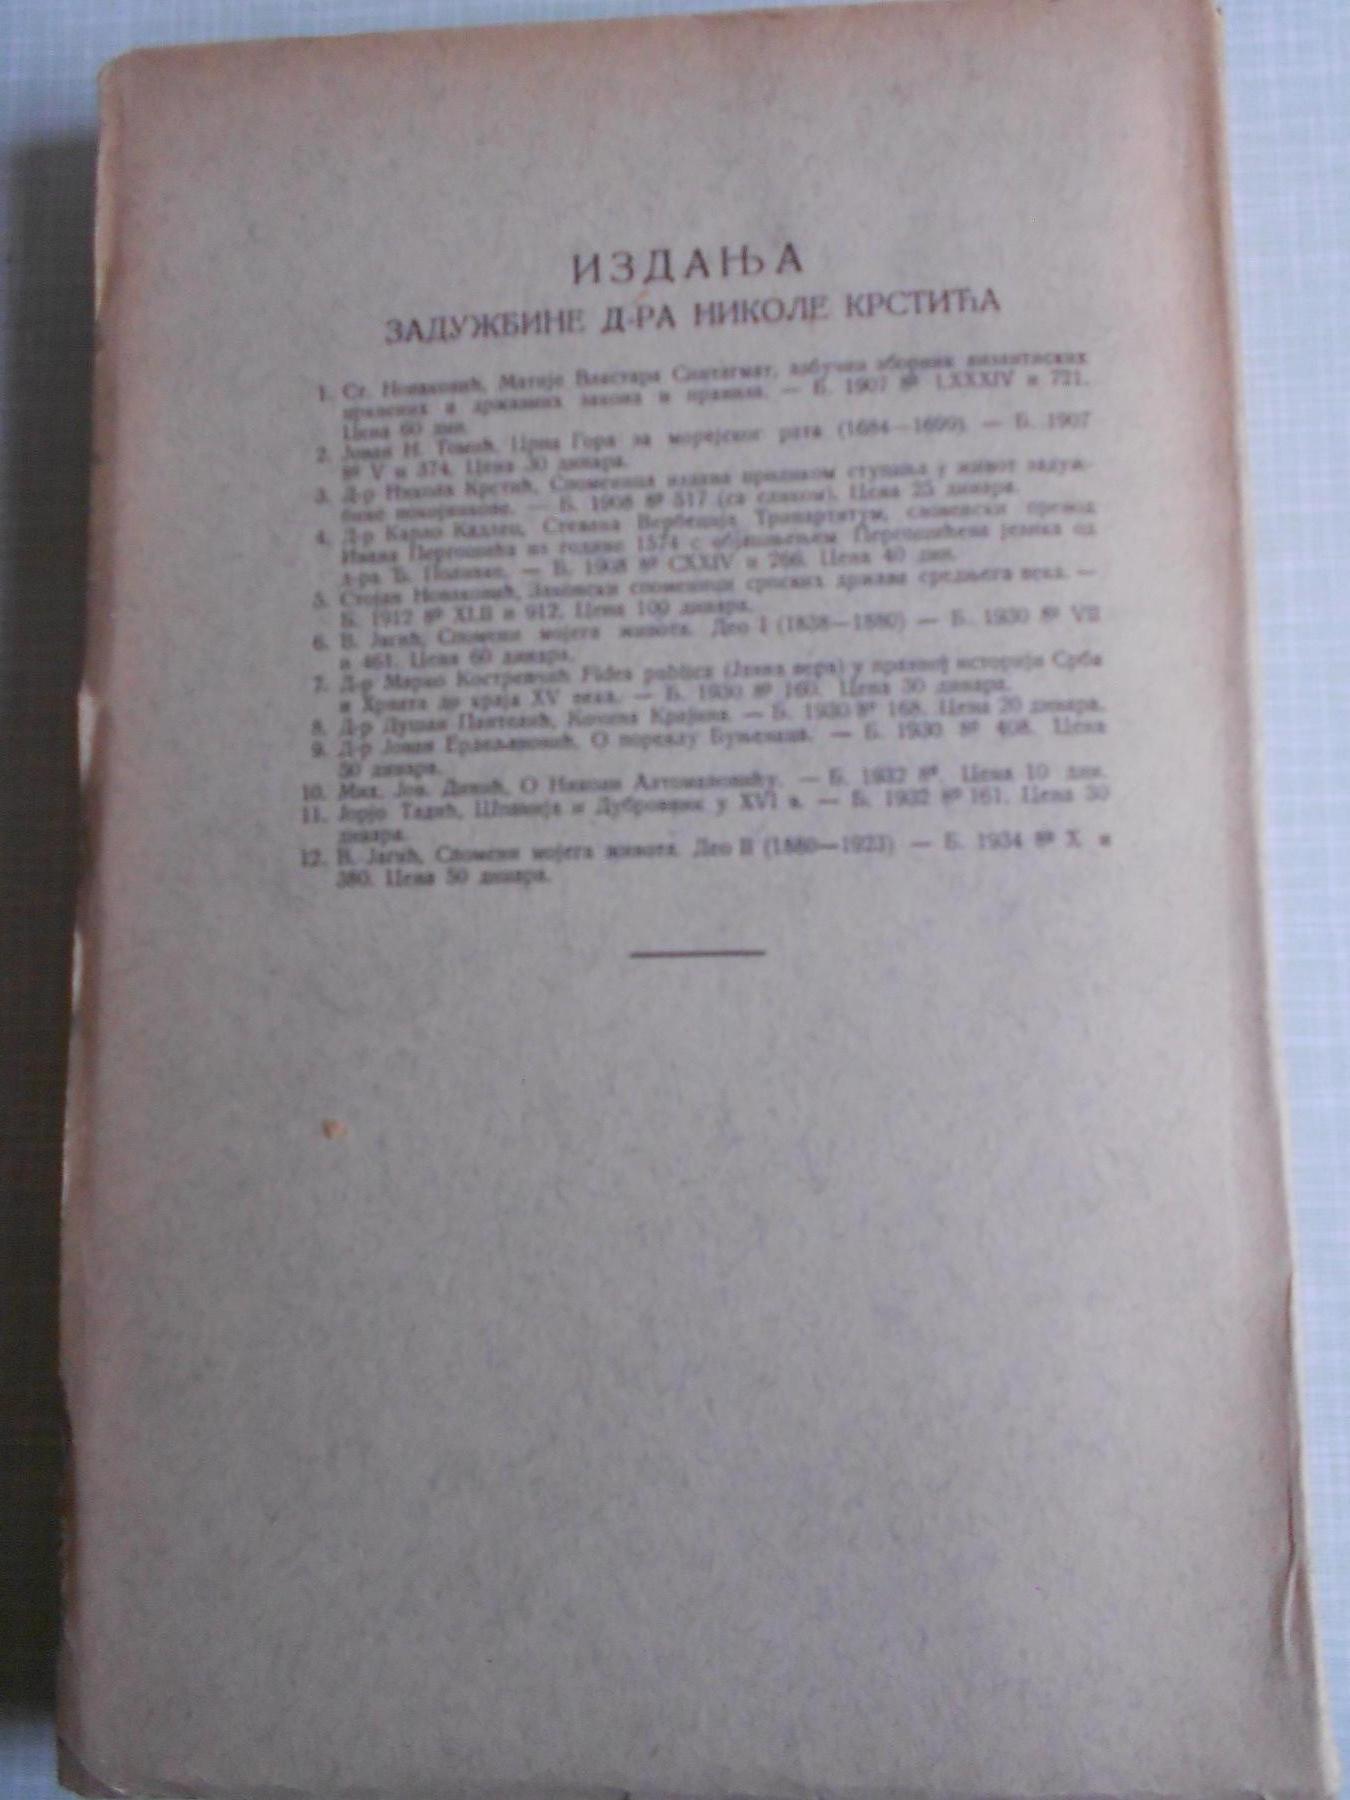 ИЗДАЊА
ЗАДУЖБИНЕ Д-РА НИКОЛЕ КРСТИЋА
1. Ст. Новаковић, Матије Властара Синтагмат, азбучни зборник византиских
црквених и државних закона и правила. — Б. 1907 8º LXXXIV и 721.
Цена 60 дин.
2. Јован Н. Томић, Црна Гора за морејског рата (1684—1699). — Б. 1907
8º V и 374. Цена 30 динара.
3. Д-р Никола Крстић, Споменица издана приликом ступања у живот задуж-
бине покојникове. — Б. 1908 8º 517 (са сликом). Цена 25 динара.
4. Д-р Карло Кадлец, Стевана Вербеција Трипартитум, словенски превод
Ивана Пергошића из године 1574 с објашњењем Пергошићева језика од
д-ра Ђ. Поливке. — Б. 1908 8º CXXIV и 266. Цена 40 дин.
5. Стојан Новаковић, Законски споменици српских држава средњега века. —
Б. 1912 8º XLII и 912. Цена 100 динара.
6. В. Јагић, Спомени мојега живота. Део I (1838—1880) — Б. 1930 8º VII
и 461. Цена 60 динара.
7. Д-р Марко Костренчић Fides publica (Јавна вера) у правној историји Срба
и Хрвата до краја XV века. — Б. 1930 8º 160. Цена 30 динара.
8. Д-р Душан Пантелић, Кочина Крајина. — Б. 1930 8º 168. Цена 20 динара.
9. Д-р Јован Ердељановић, О пореклу Буњеваца. — Б. 1930 8º 408. Цена
50 динара.
10. Мих. Јов. Динић, О Николи Алтомановићу. — Б. 1932 8º. Цена 10 дин.
11. Јорјо Тадић, Шпанија и Дубровник у XVI в. — Б. 1932 8º 161. Цена 30
динара.
12. В. Јагић, Спомени мојега живота. Део II (1880—1923) — Б. 1934 8º X и
380. Цена 50 динара.